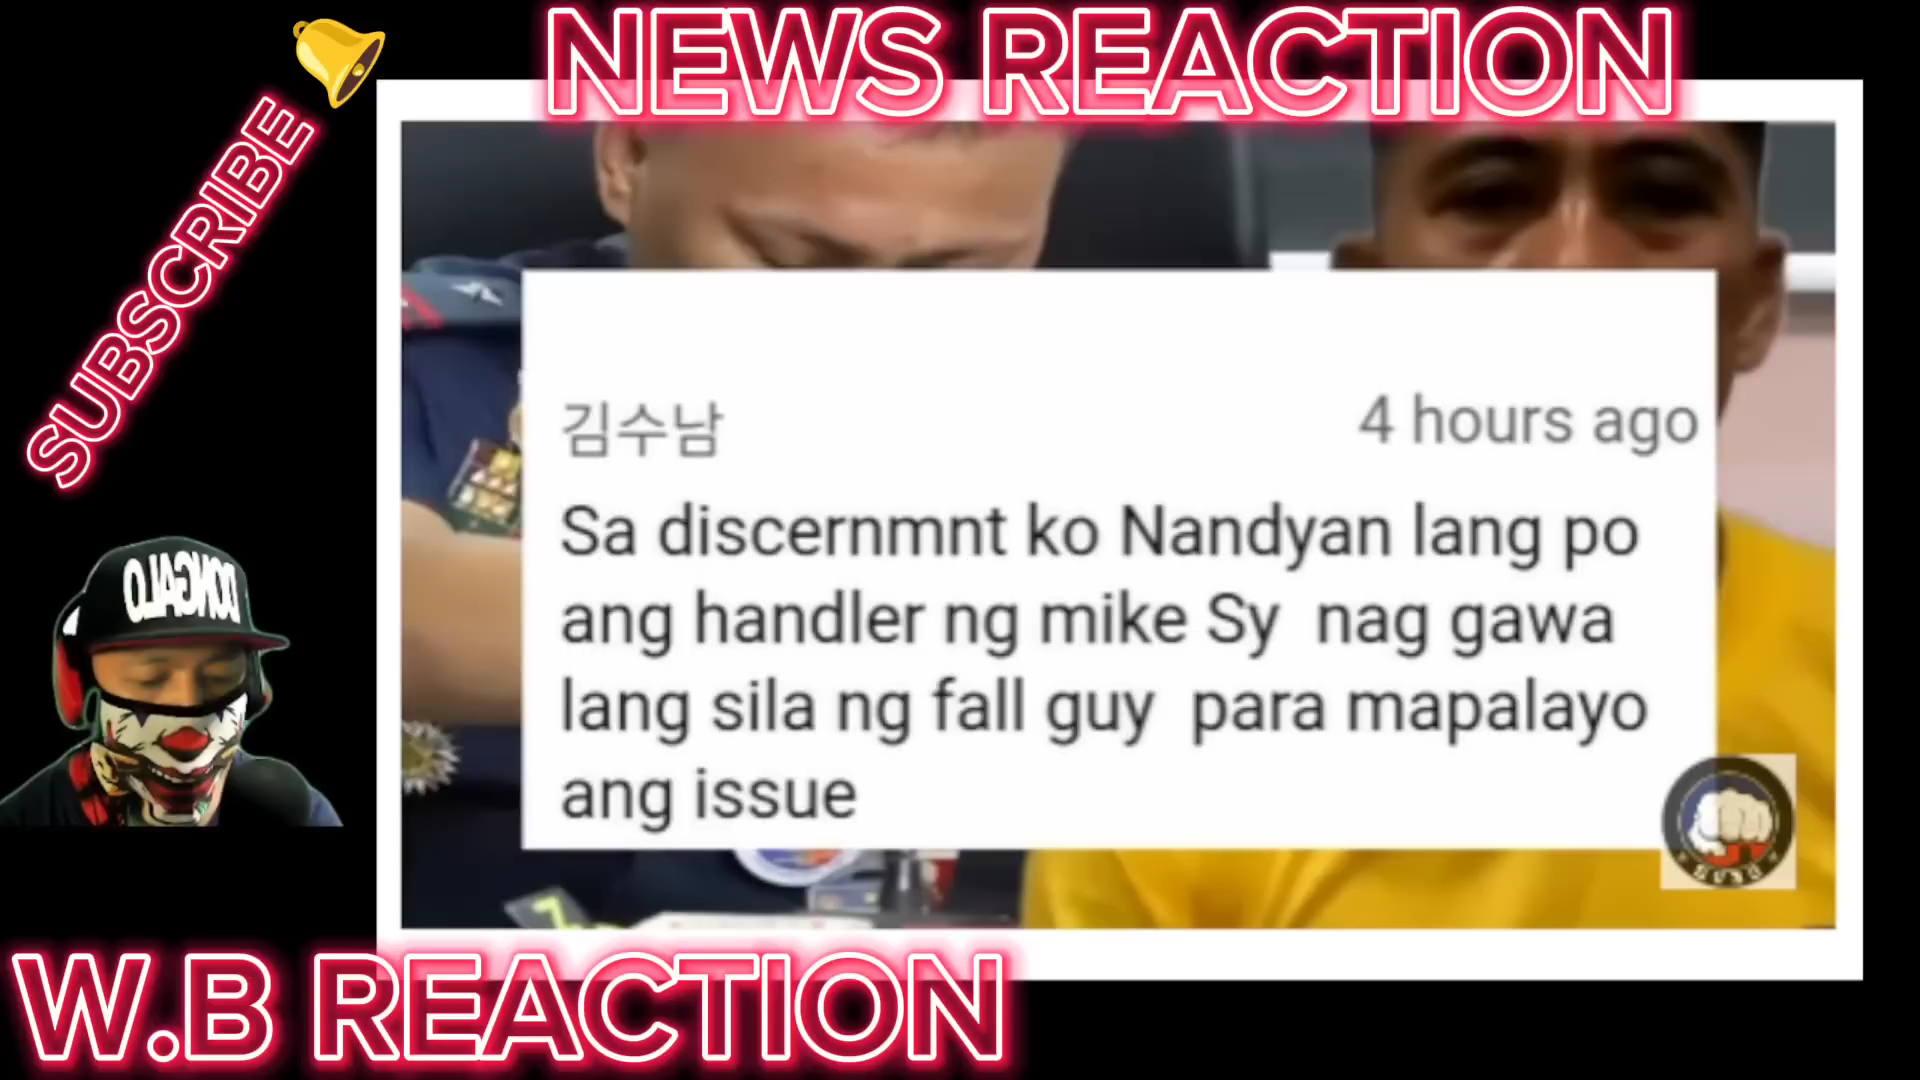 NEWS REACTION
SUBSCRIBE
김수남
4 hours ago
Sa discernmnt ko Nandyan lang po
ang handler ng mike Sy nag gawa
lang sila ng fall guy para mapalayo
ang issue
DONGALO
W.B REACTION